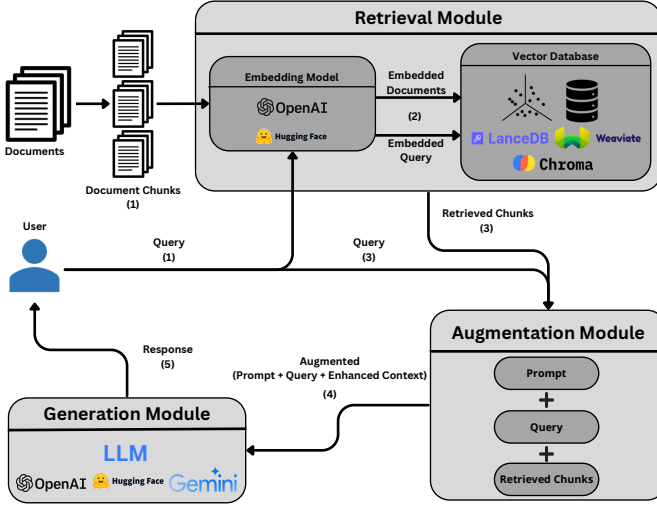 Retrieval Module
Embedding Model
OpenAI
Hugging Face
Embedded
Documents
(2)
Embedded
Query
Vector Database
LanceDB
Weaviate
Chroma
Documents
Document Chunks
(1)
User
Query
(1)
Query
(3)
Retrieved Chunks
(3)
Augmentation Module
Prompt
+
Query
+
Retrieved Chunks
Augmented
(Prompt + Query + Enhanced Context)
(4)
Response
(5)
Generation Module
LLM
OpenAI
Hugging Face
Gemini